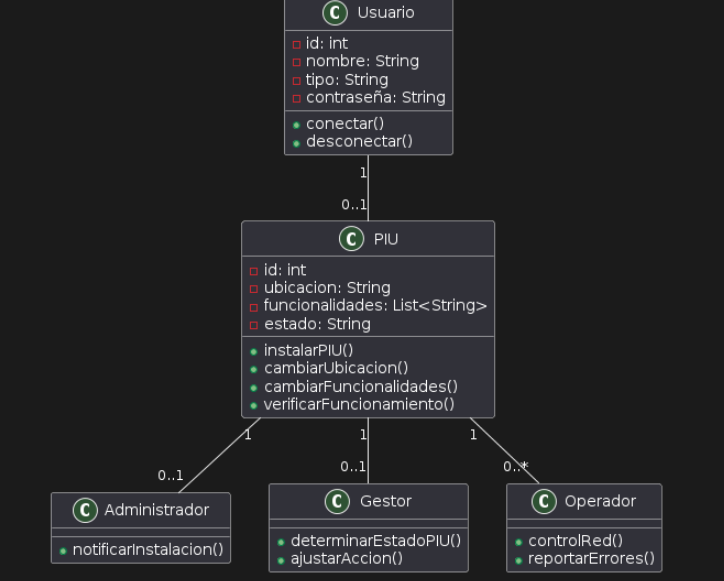 C Usuario
id: int
nombre: String
tipo: String
contraseña: String
conectar()
desconectar()
1
0..1
C PIU
id: int
ubicacion: String
funcionalidades: List<String>
estado: String
instalarPIU()
cambiarUbicacion()
cambiarFuncionalidades()
verificarFuncionamiento()
1 1 1
0..1 0..1 0..*
C Administrador
notificarInstalacion()
C Gestor
determinarEstadoPIU()
ajustarAccion()
C Operador
controlRed()
reportarErrores()